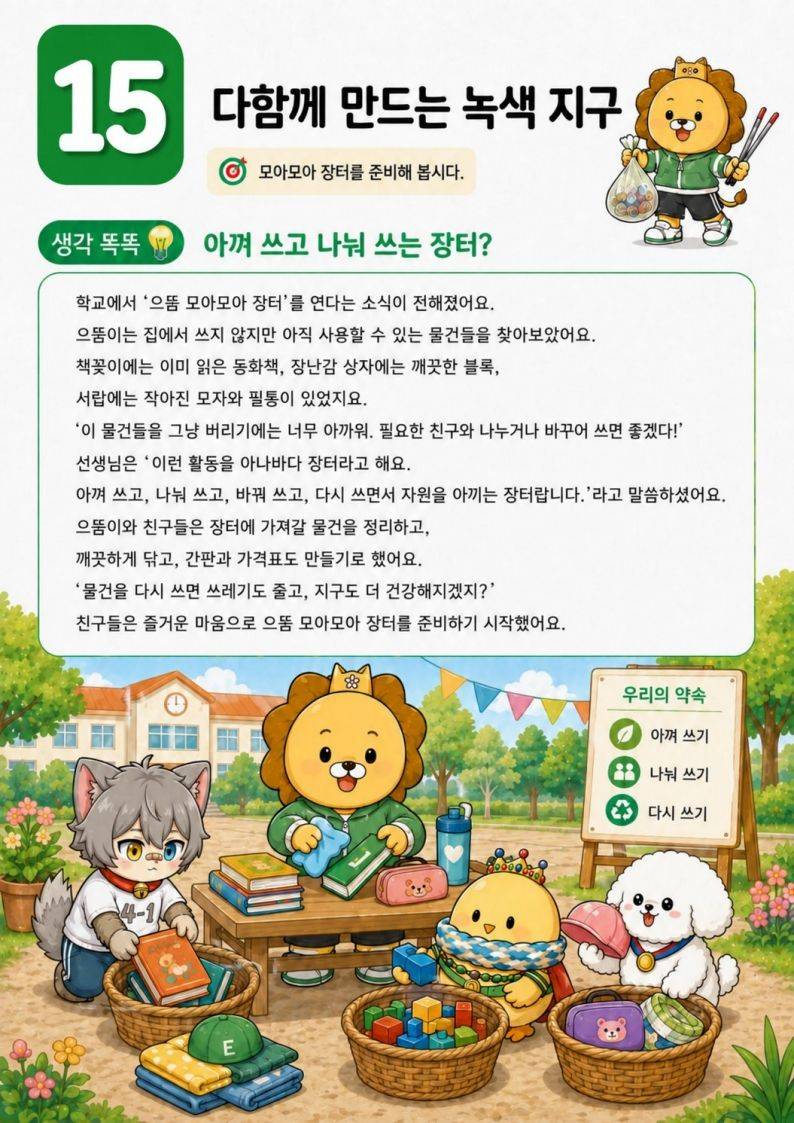 15
다함께 만드는 녹색 지구
모아모아 장터를 준비해 봅시다.
생각 똑똑
아껴 쓰고 나눠 쓰는 장터?
학교에서 ‘으뜸 모아모아 장터’를 연다는 소식이 전해졌어요.
으뜸이는 집에서 쓰지 않지만 아직 사용할 수 있는 물건들을 찾아보았어요.
책꽂이에는 이미 읽은 동화책, 장난감 상자에는 깨끗한 블록,
서랍에는 작아진 모자와 필통이 있었지요.
‘이 물건들을 그냥 버리기에는 너무 아까워. 필요한 친구와 나누거나 바꾸어 쓰면 좋겠다!’
선생님은 ‘이런 활동을 아나바다 장터라고 해요.
아껴 쓰고, 나눠 쓰고, 바꿔 쓰고, 다시 쓰면서 자원을 아끼는 장터랍니다.’라고 말씀하셨어요.
으뜸이와 친구들은 장터에 가져갈 물건을 정리하고,
깨끗하게 닦고, 간판과 가격표도 만들기로 했어요.
‘물건을 다시 쓰면 쓰레기도 줄고, 지구도 더 건강해지겠지?’
친구들은 즐거운 마음으로 으뜸 모아모아 장터를 준비하기 시작했어요.
우리의 약속
아껴 쓰기
나눠 쓰기
다시 쓰기
4-1
E